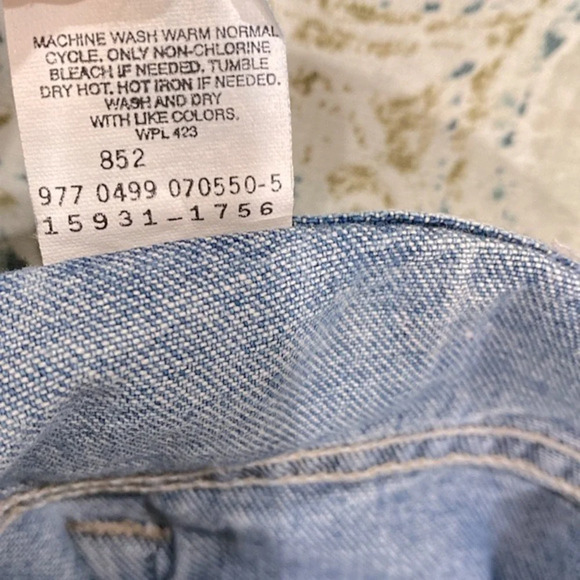 MACHINE WASH WARM NORMAL
CYCLE. ONLY NON-CHLORINE
BLEACH IF NEEDED. TUMBLE
DRY HOT. HOT IRON IF NEEDED.
WASH AND DRY
WITH LIKE COLORS.
WPL 423
852
977 0499 070550-5
15931-1756